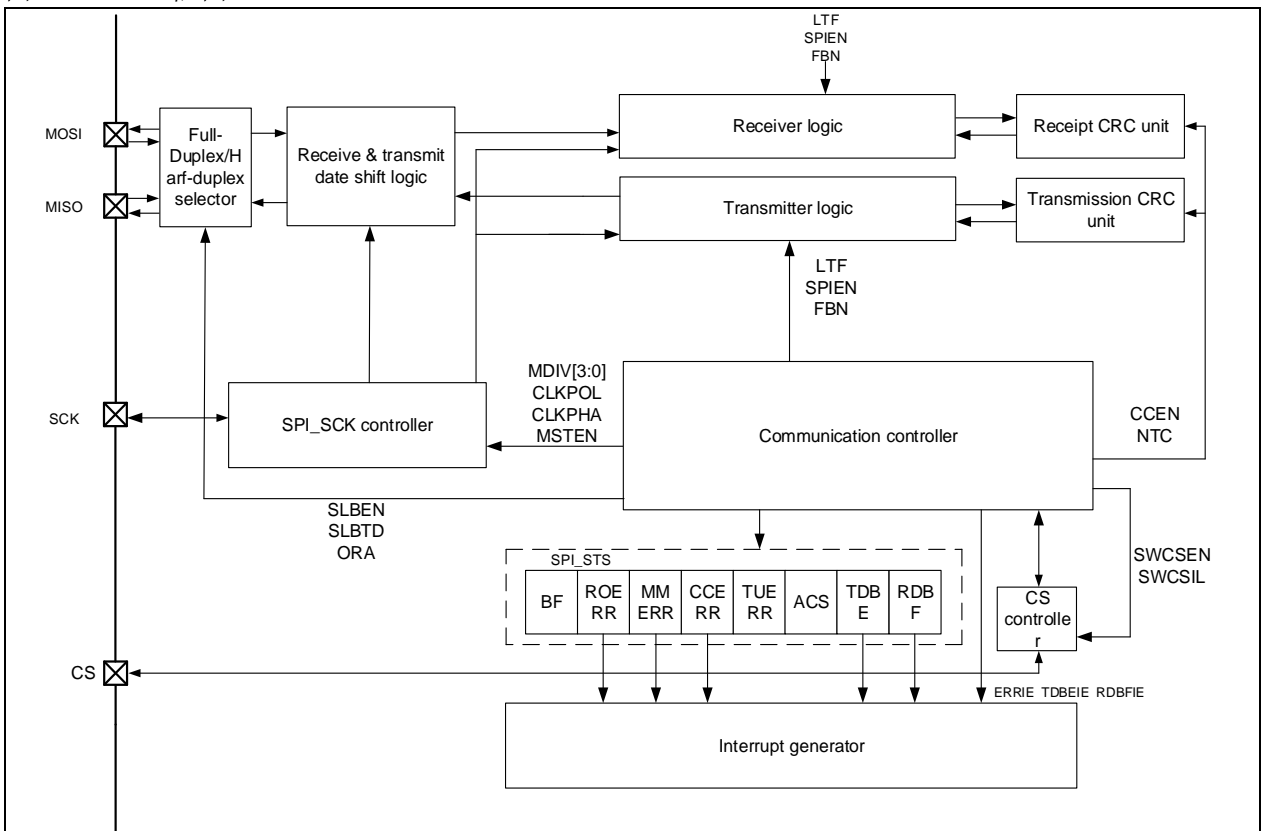 LTF
SPIEN
FBN
MOSI
Full-
Duplex/H
arf-duplex
selector
Receive & transmit
date shift logic
Receiver logic
Receipt CRC unit
MISO
Transmitter logic
Transmission CRC
unit
LTF
SPIEN
FBN
MDIV[3:0]
CLKPOL
CLKPHA
MSTEN
SCK
SPI_SCK controller
Communication controller
CCEN
NTC
SLBEN
SLBTD
ORA
SPI_STS
BF
ROE
RR
MM
ERR
CCE
RR
TUE
RR
ACS
TDB
E
RDB
F
SWCSEN
SWCSIL
CS
controlle
r
CS
ERRIE TDBEIE RDBFIE
Interrupt generator